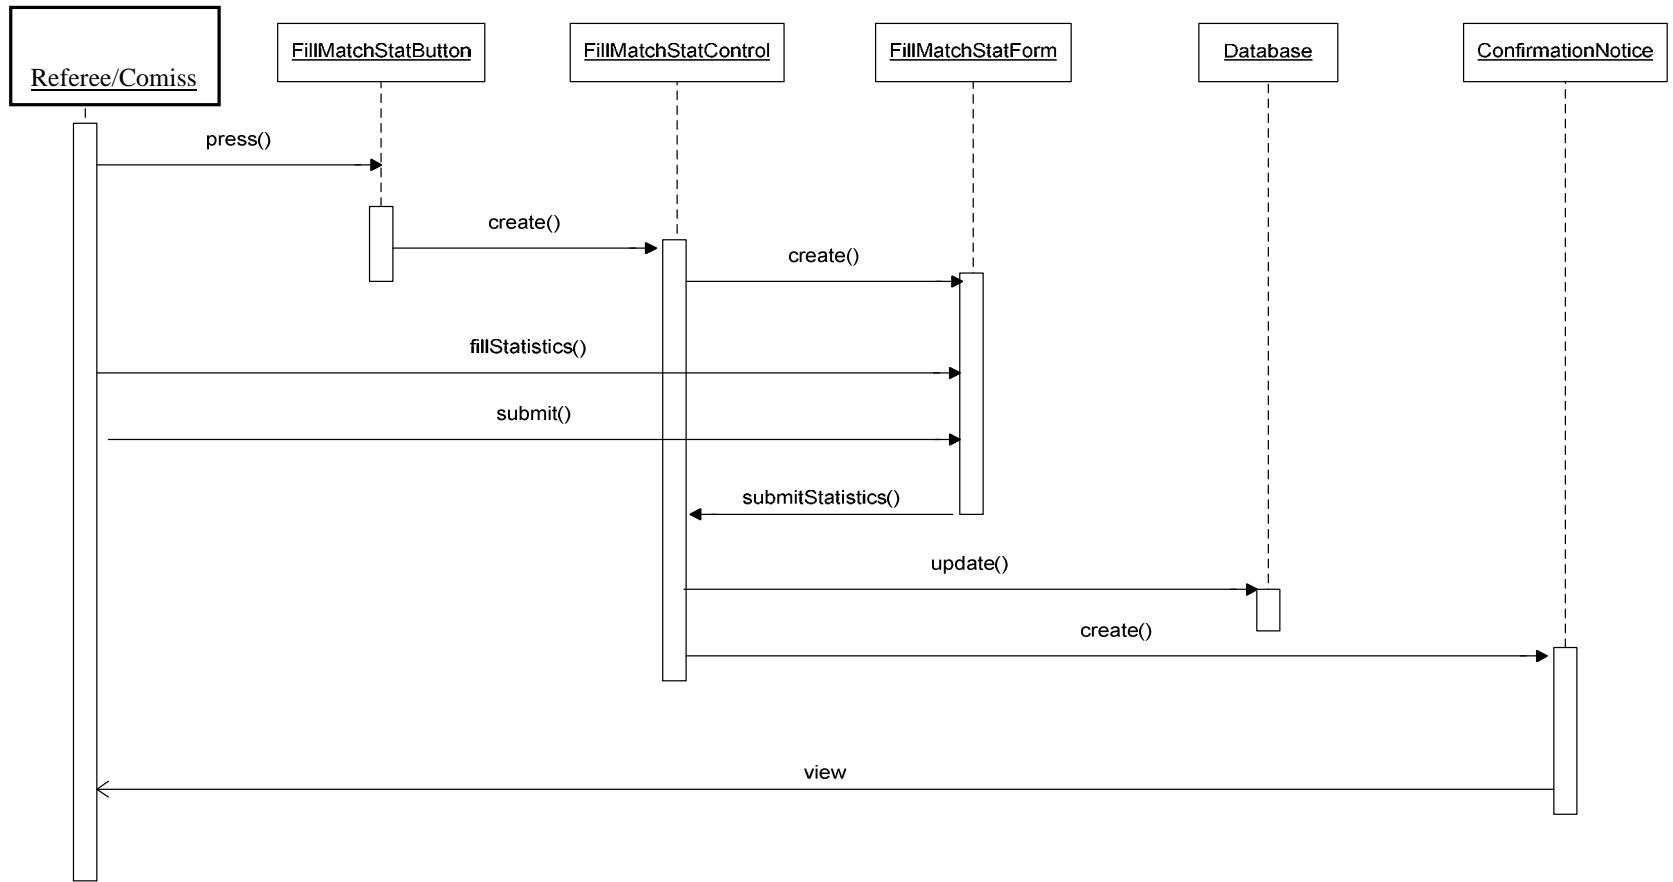 Referee/Comiss
FillMatchStatButton
FillMatchStatControl
FillMatchStatForm
Database
ConfirmationNotice
press()
create()
create()
fillStatistics()
submit()
submitStatistics()
update()
create()
view